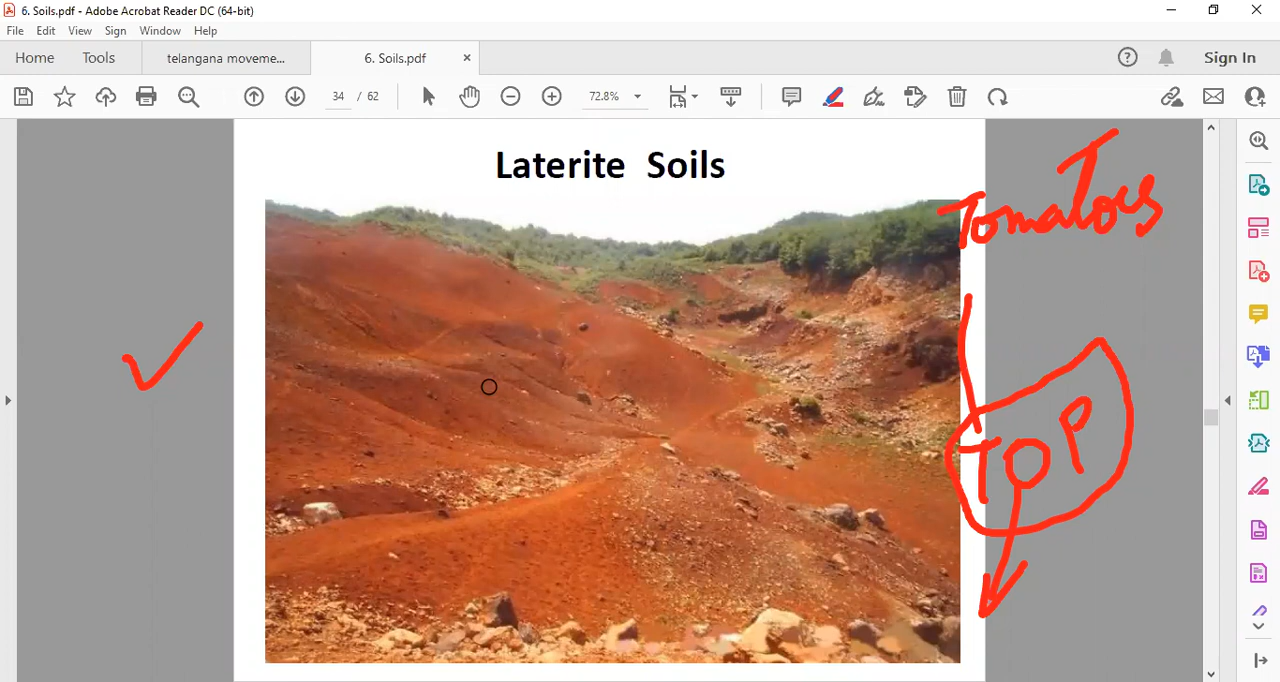 6. Soils.pdf - Adobe Acrobat Reader DC (64-bit)
File Edit View Sign Window Help
Home Tools telangana moveme... 6. Soils.pdf × Sign In
34 / 62 72.8%
Laterite Soils
Tomatoes
TOP